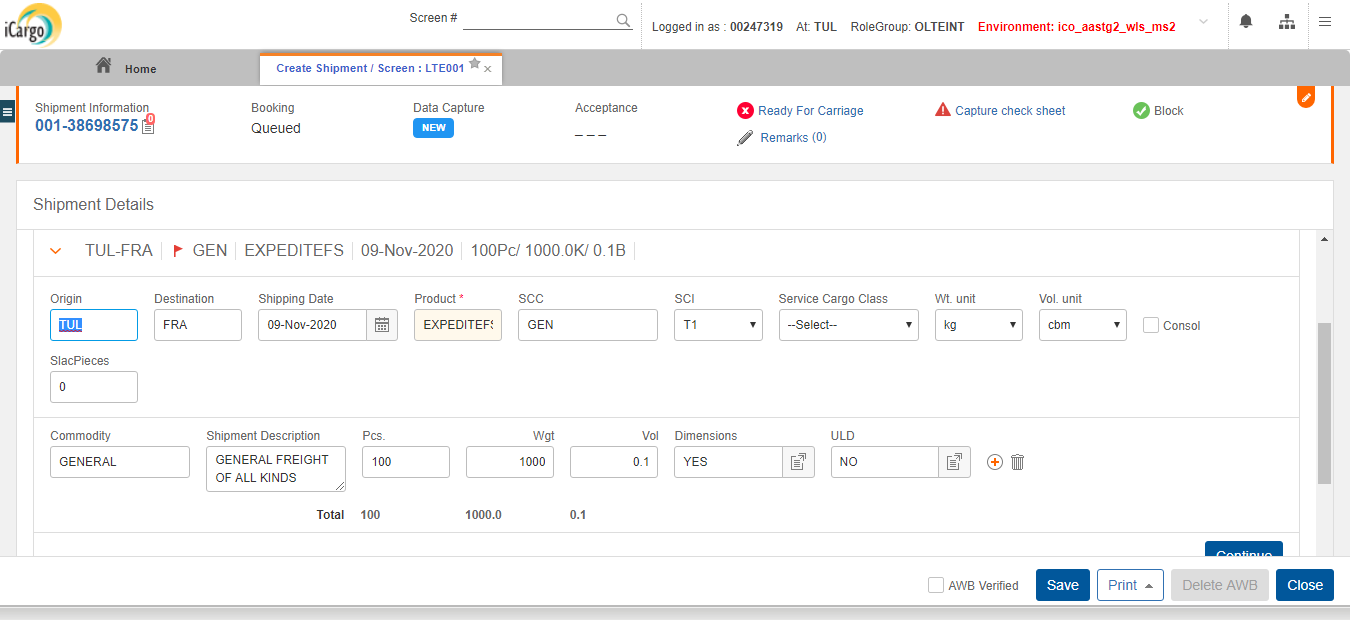 iCargo
Screen #
Logged in as : 00247319 At: TUL RoleGroup: OLTEINT Environment: ico_aastg2_wls_ms2
Home
Create Shipment / Screen : LTE001
Shipment Information
001-38698575
0
Booking
Queued
Data Capture
NEW
Acceptance
_ _ _
Ready For Carriage
Remarks (0)
Capture check sheet
Block
Shipment Details
TUL-FRA GEN EXPEDITEFS 09-Nov-2020 100Pc/ 1000.0K/ 0.1B
Origin Destination Shipping Date Product * SCC SCI Service Cargo Class Wt. unit Vol. unit
TUL FRA 09-Nov-2020 EXPEDITEFS GEN T1 --Select-- kg cbm Consol
SlacPieces
0
Commodity Shipment Description Pcs. Wgt Vol Dimensions ULD
GENERAL GENERAL FREIGHT 100 1000 0.1 YES NO
OF ALL KINDS
Total 100 1000.0 0.1
Continue
AWB Verified Save Print Delete AWB Close